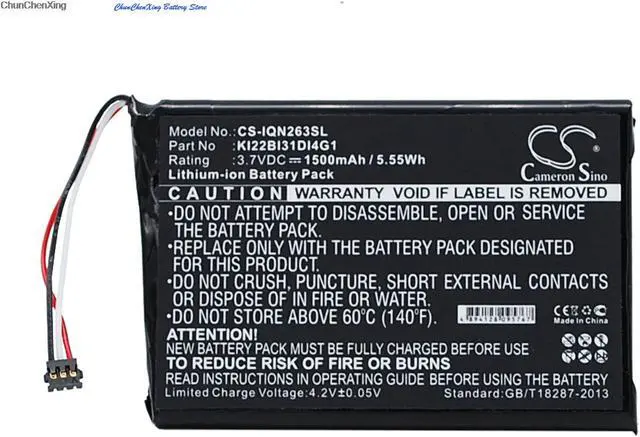 ChunChenXing
ChunChenXing Battery Store
Model No.: CS-IQN263SL
Part No.: KI22BI31DI4G1
Rating : 3.7VDC⎓1500mAh / 5.55Wh
Lithium-ion Battery Pack
CS
Cameron Sino
CAUTION WARRANTY VOID IF LABEL IS REMOVED
•DO NOT ATTEMPT TO DISASSEMBLE, OPEN OR SERVICE
THE BATTERY PACK.
•REPLACE ONLY WITH THE BATTERY PACK DESIGNATED
FOR THIS PRODUCT.
•DO NOT CRUSH, PUNCTURE, SHORT EXTERNAL CONTACTS
OR DISPOSE OF IN FIRE OR WATER.
•DO NOT STORE ABOVE 60°C (140°F).
4894128095767
CE
Made in China
ATTENTION!
NEW BATTERY PACK MUST BE FULLY CHARGED BEFORE USE
TO REDUCE RISK OF FIRE OR BURNS
READ INSTRUCTIONS IN OPERATING BATTERY CHARGER
Limited Charge Voltage:4.2V±0.05V Standard:GB/T18287-2013